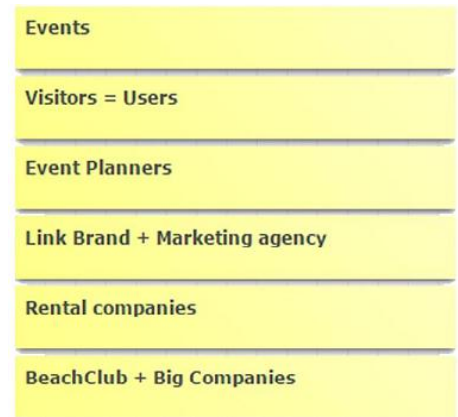 Events
Visitors = Users
Event Planners
Link Brand + Marketing agency
Rental companies
BeachClub + Big Companies